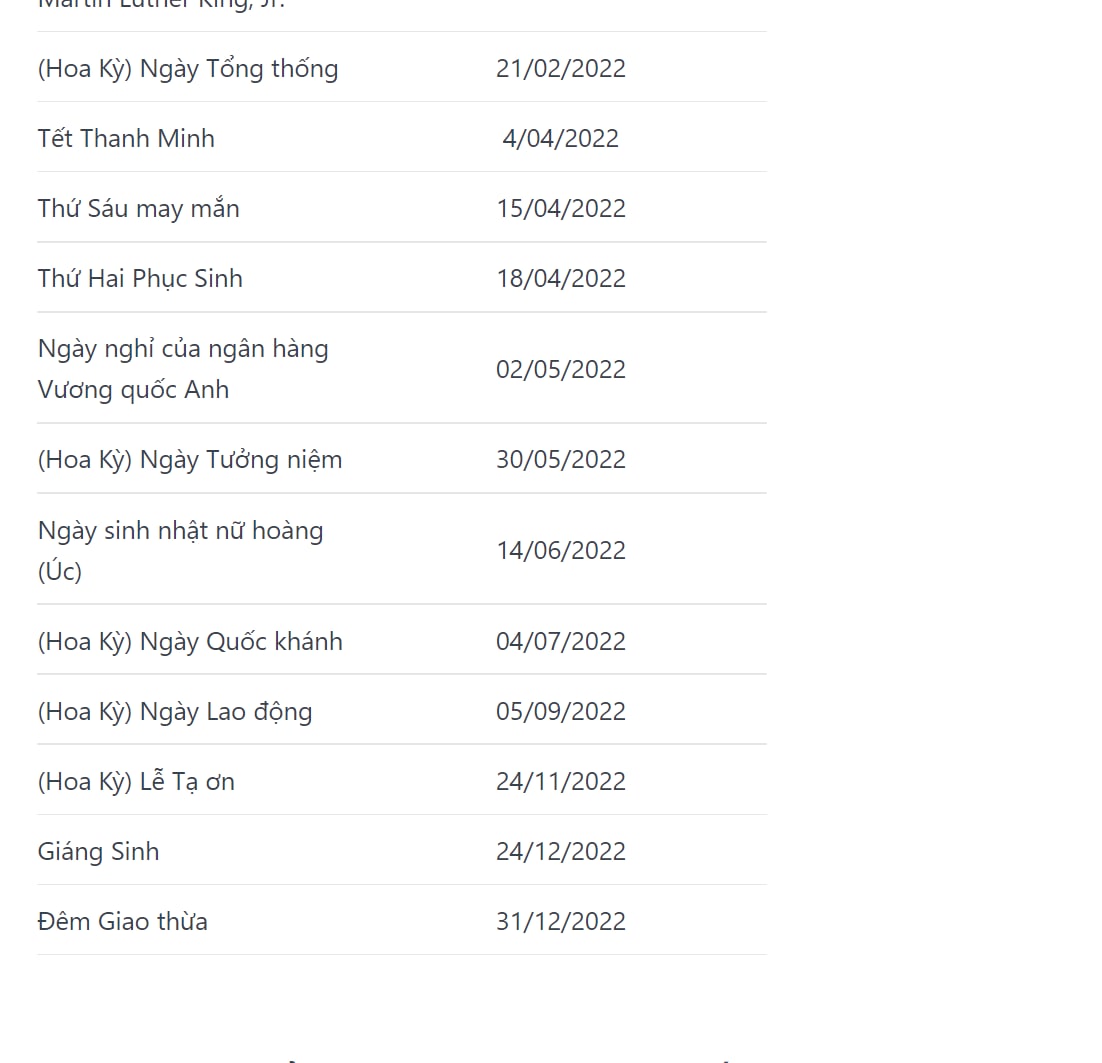 Martin Luther King, Jr.
(Hoa Kỳ) Ngày Tổng thống 21/02/2022
Tết Thanh Minh 4/04/2022
Thứ Sáu may mắn 15/04/2022
Thứ Hai Phục Sinh 18/04/2022
Ngày nghỉ của ngân hàng
Vương quốc Anh 02/05/2022
(Hoa Kỳ) Ngày Tưởng niệm 30/05/2022
Ngày sinh nhật nữ hoàng
(Úc) 14/06/2022
(Hoa Kỳ) Ngày Quốc khánh 04/07/2022
(Hoa Kỳ) Ngày Lao động 05/09/2022
(Hoa Kỳ) Lễ Tạ ơn 24/11/2022
Giáng Sinh 24/12/2022
Đêm Giao thừa 31/12/2022